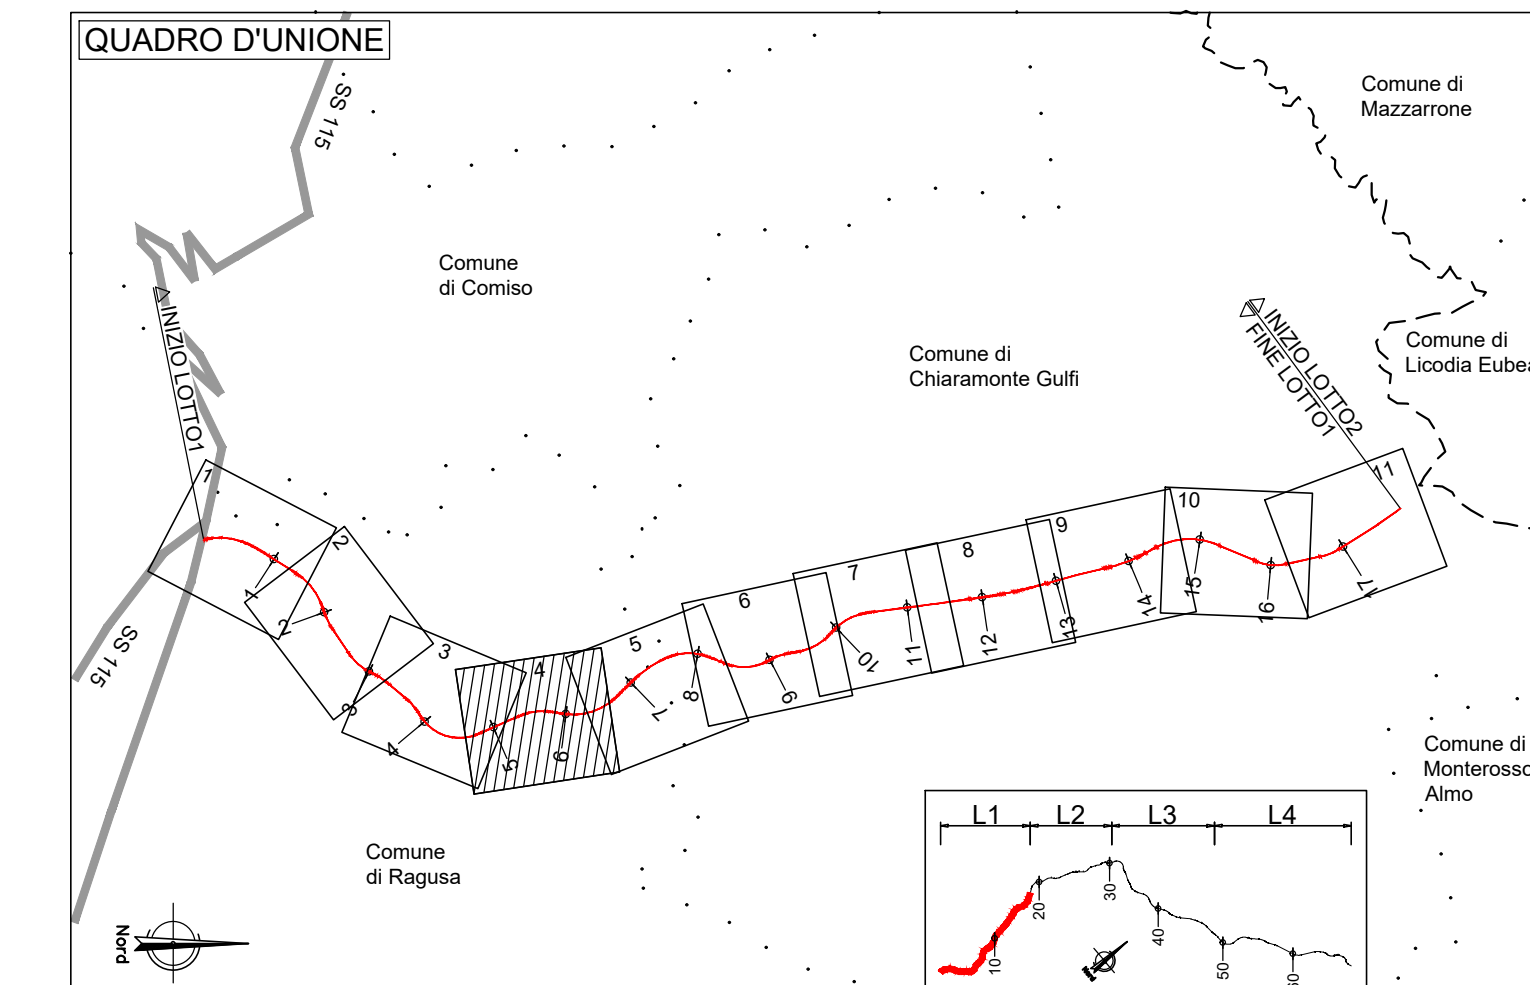 QUADRO D'UNIONE
SS 115
Comune di
Mazzarrone
Comune
di Comiso
INIZIO LOTTO1
Comune di
Chiaramonte Gulfi
INIZIO LOTTO2
FINE LOTTO1
Comune di
Licodia Eubea
1
2
3
4
5
6
7
8
9
10
11
1
2
3
4
5
6
7
8
9
10
11
12
13
14
15
16
17
SS 115
Comune di
Monterosso
Almo
Comune
di Ragusa
Nord
L1 L2 L3 L4
10
20
30
40
50
60
Nord